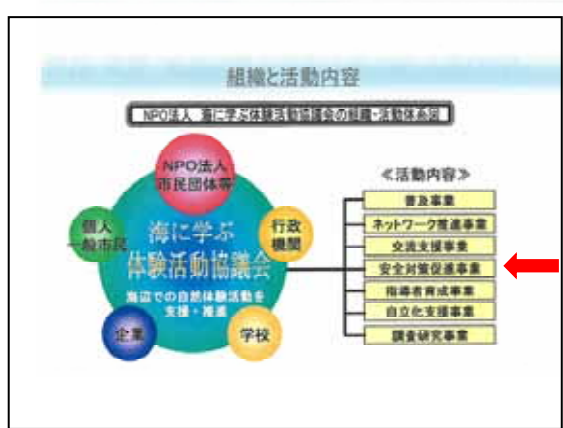 組織と活動内容
NPO法人 海に学ぶ体験活動協議会の組織・活動体系図
NPO法人
市民団体等
個人
一般市民
行政
機関
海に学ぶ
体験活動協議会
海辺での自然体験活動を
支援・推進
企業
学校
≪活動内容≫
普及事業
ネットワーク推進事業
交流支援事業
安全対策促進事業
指導者育成事業
自立化支援事業
調査研究事業